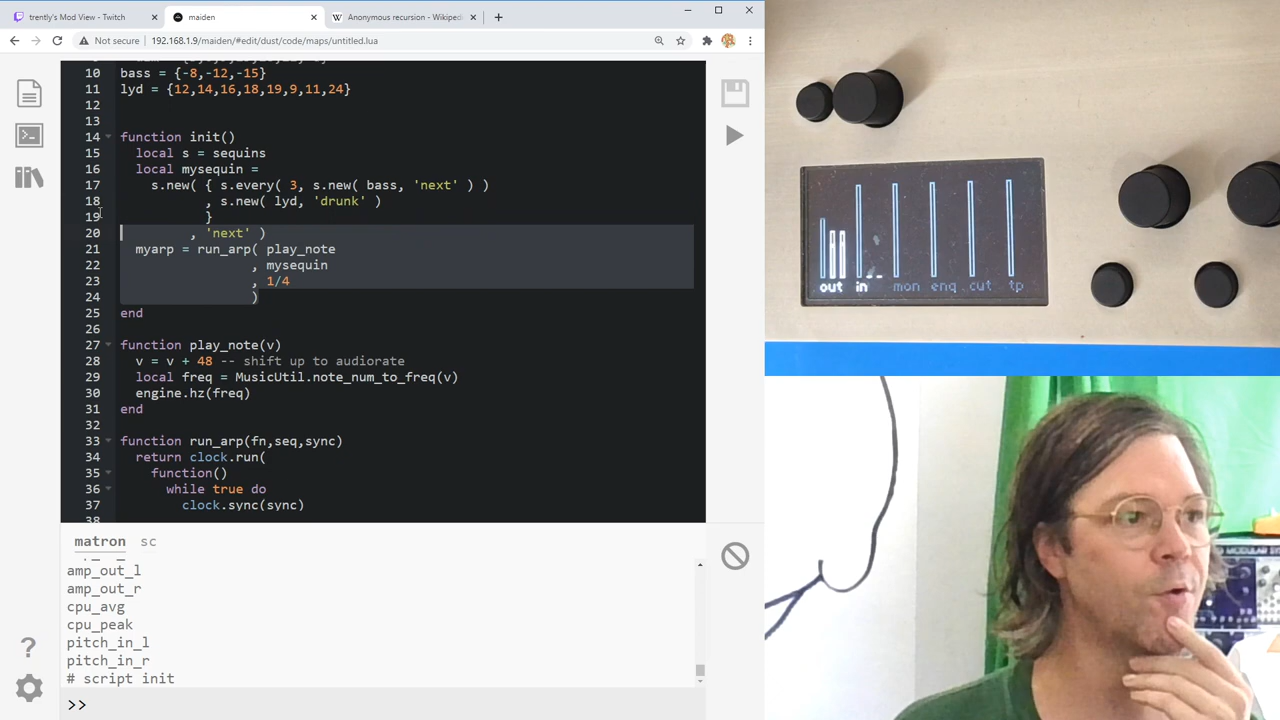 trently's Mod View - Twitch
maiden
Anonymous recursion - Wikiped
Not secure
192.168.1.9/maiden/#edit/dust/code/maps/untitled.lua
10 bass = {-8,-12,-15}
11 lyd = {12,14,16,18,19,9,11,24}
12
13
14 function init()
15 local s = sequins
16 local mysequin =
17 s.new( { s.every( 3, s.new( bass, 'next' ) )
18 , s.new( lyd, 'drunk' )
19 }
20 , 'next' )
21 myarp = run_arp( play_note
22 , mysequin
23 , 1/4
24 )
25 end
26
27 function play_note(v)
28 v = v + 48 -- shift up to audiorate
29 local freq = MusicUtil.note_num_to_freq(v)
30 engine.hz(freq)
31 end
32
33 function run_arp(fn,seq,sync)
34 return clock.run(
35 function()
36 while true do
37 clock.sync(sync)
38
matron sc
amp_out_l
amp_out_r
cpu_avg
cpu_peak
pitch_in_l
pitch_in_r
# script init
>>
?
out in mon eng cut tp